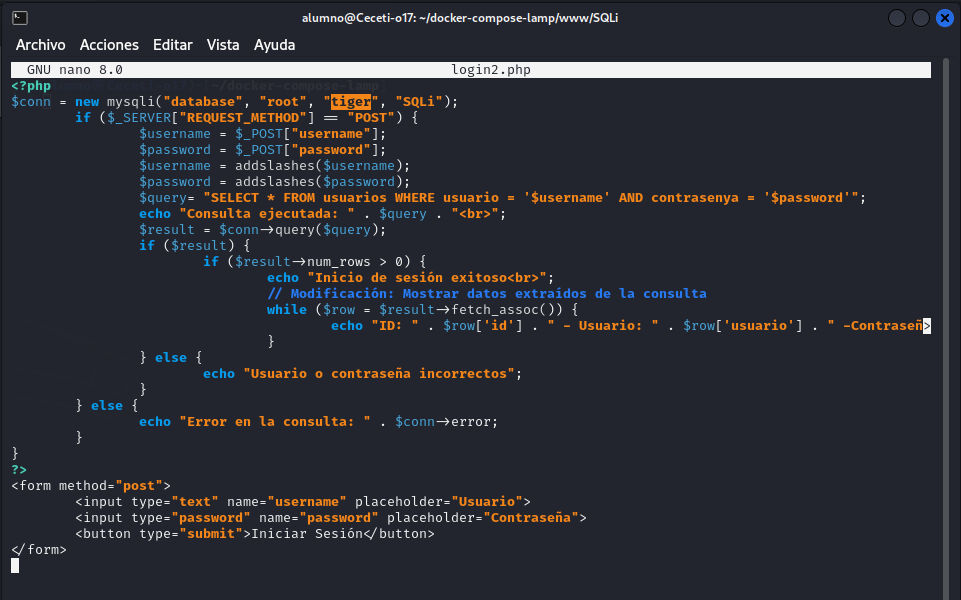 alumno@Ceceti-o17: ~/docker-compose-lamp/www/SQLi
Archivo Acciones Editar Vista Ayuda
GNU nano 8.0 login2.php
<?php
$conn = new mysqli("database", "root", "tiger", "SQLi");
if ($_SERVER["REQUEST_METHOD"] == "POST") {
$username = $_POST["username"];
$password = $_POST["password"];
$username = addslashes($username);
$password = addslashes($password);
$query= "SELECT * FROM usuarios WHERE usuario = '$username' AND contrasenya = '$password'";
echo "Consulta ejecutada: " . $query . "<br>";
$result = $conn->query($query);
if ($result) {
if ($result->num_rows > 0) {
echo "Inicio de sesión exitoso<br>";
// Modificación: Mostrar datos extraidos de la consulta
while ($row = $result->fetch_assoc()) {
echo "ID: " . $row['id'] . " - Usuario: " . $row['usuario'] . " -Contraseñ>
}
} else {
echo "Usuario o contraseña incorrectos";
}
} else {
echo "Error en la consulta: " . $conn->error;
}
}
?>
<form method="post">
<input type="text" name="username" placeholder="Usuario">
<input type="password" name="password" placeholder="Contraseña">
<button type="submit">Iniciar Sesión</button>
</form>